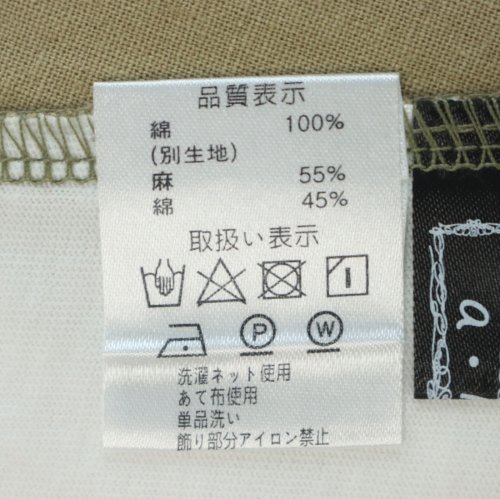 品質表示
綿 100%
(別生地)
麻 55%
綿 45%
取扱い表示
P W
洗濯ネット使用
あて布使用
単品洗い
飾り部分アイロン禁止
a.